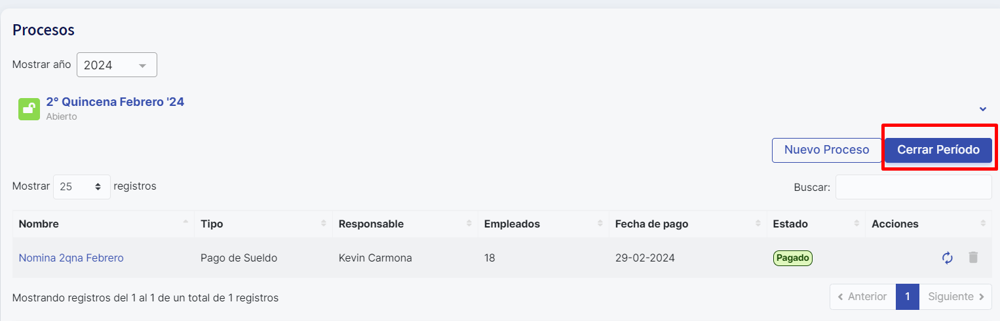 Procesos
Mostrar año 2024
2° Quincena Febrero '24
Abierto
Nuevo Proceso Cerrar Período
Mostrar 25 registros Buscar:
Nombre Tipo Responsable Empleados Fecha de pago Estado Acciones
Nomina 2qna Febrero Pago de Sueldo Kevin Carmona 18 29-02-2024 Pagado
Mostrando registros del 1 al 1 de un total de 1 registros Anterior 1 Siguiente